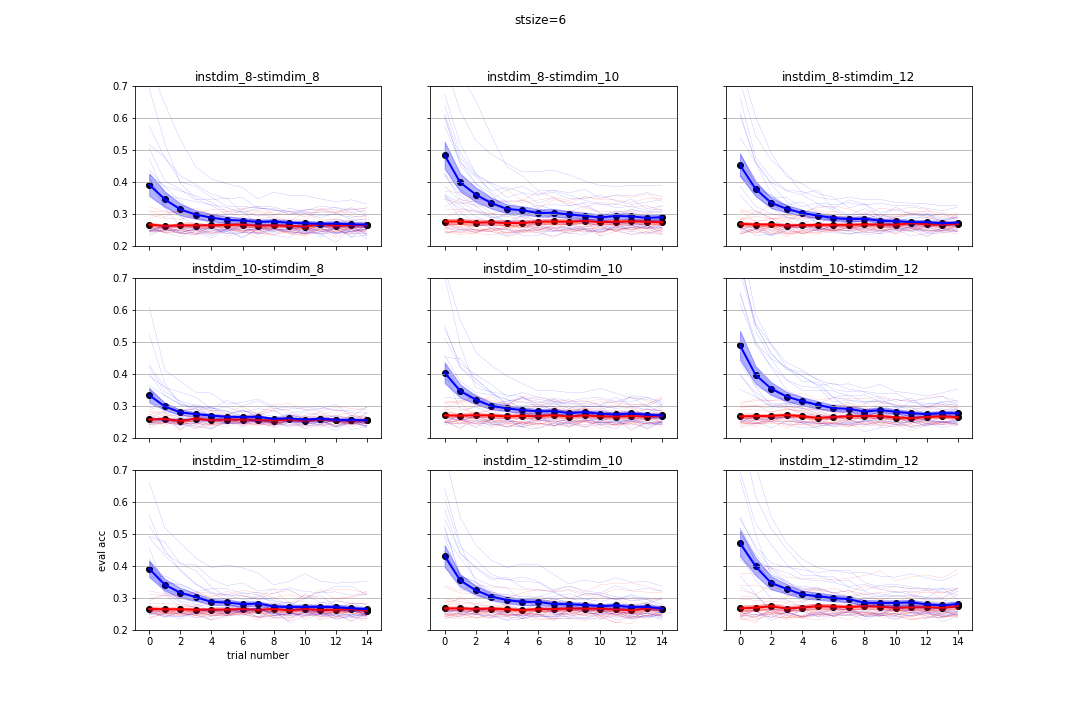 stsize=6
instdim_8-stimdim_8
instdim_8-stimdim_10
instdim_8-stimdim_12
0.7
0.6
0.5
0.4
0.3
0.2
instdim_10-stimdim_8
instdim_10-stimdim_10
instdim_10-stimdim_12
0.7
0.6
0.5
0.4
0.3
0.2
instdim_12-stimdim_8
instdim_12-stimdim_10
instdim_12-stimdim_12
0.7
0.6
0.5
0.4
0.3
0.2
eval acc
0 2 4 6 8 10 12 14
0 2 4 6 8 10 12 14
0 2 4 6 8 10 12 14
trial number